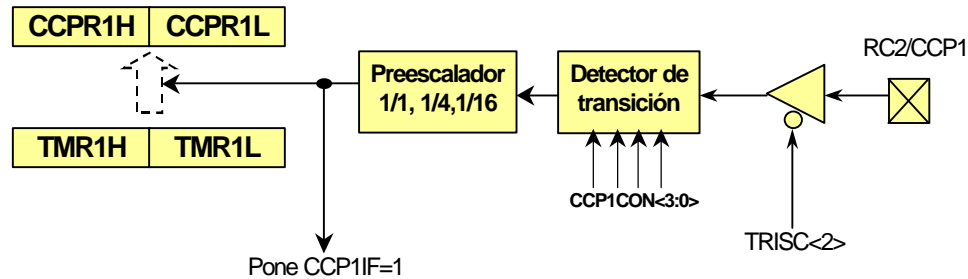 CCPR1H CCPR1L
RC2/CCP1
Preescalador
1/1, 1/4,1/16
Detector de
transición
TMR1H TMR1L
CCP1CON<3:0>
TRISC<2>
Pone CCP1IF=1